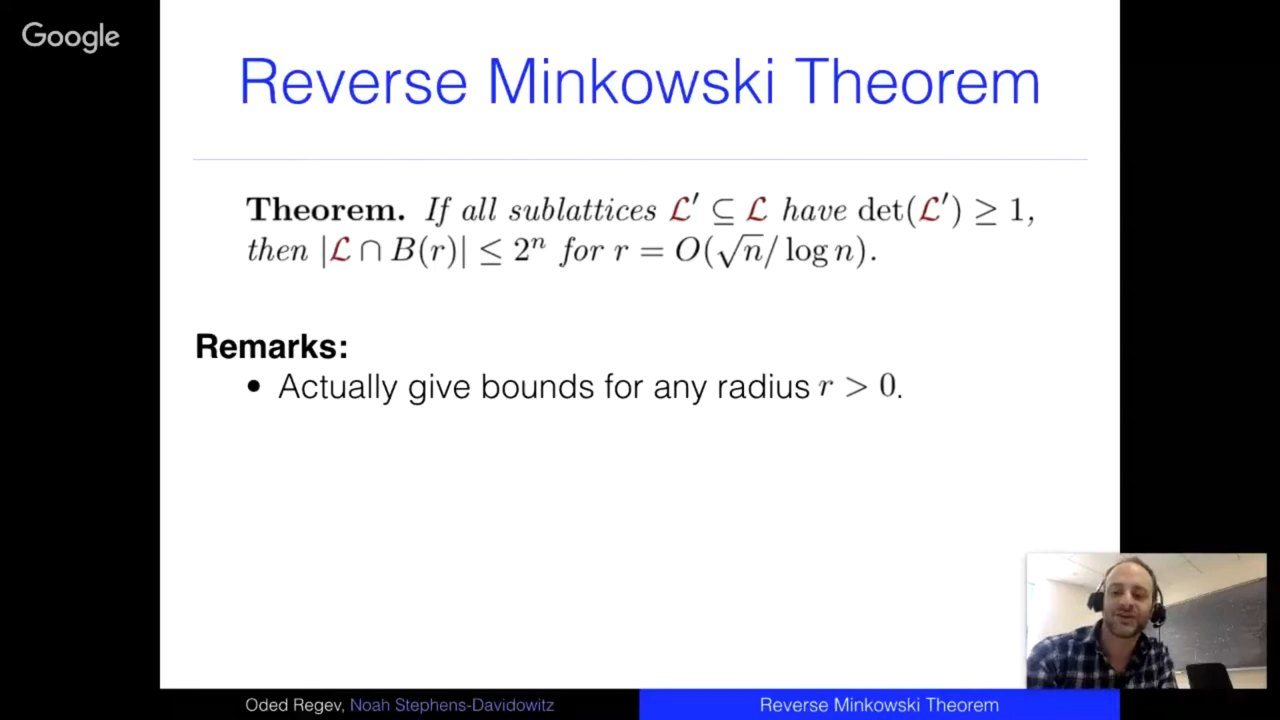 Google
Reverse Minkowski Theorem
Theorem. If all sublattices ℒ′ ⊆ ℒ have det(ℒ′) ≥ 1,
then |ℒ ∩ B(r)| ≤ 2ⁿ for r = O(√n/ log n).
Remarks:
• Actually give bounds for any radius r > 0.
Oded Regev, Noah Stephens-Davidowitz
Reverse Minkowski Theorem